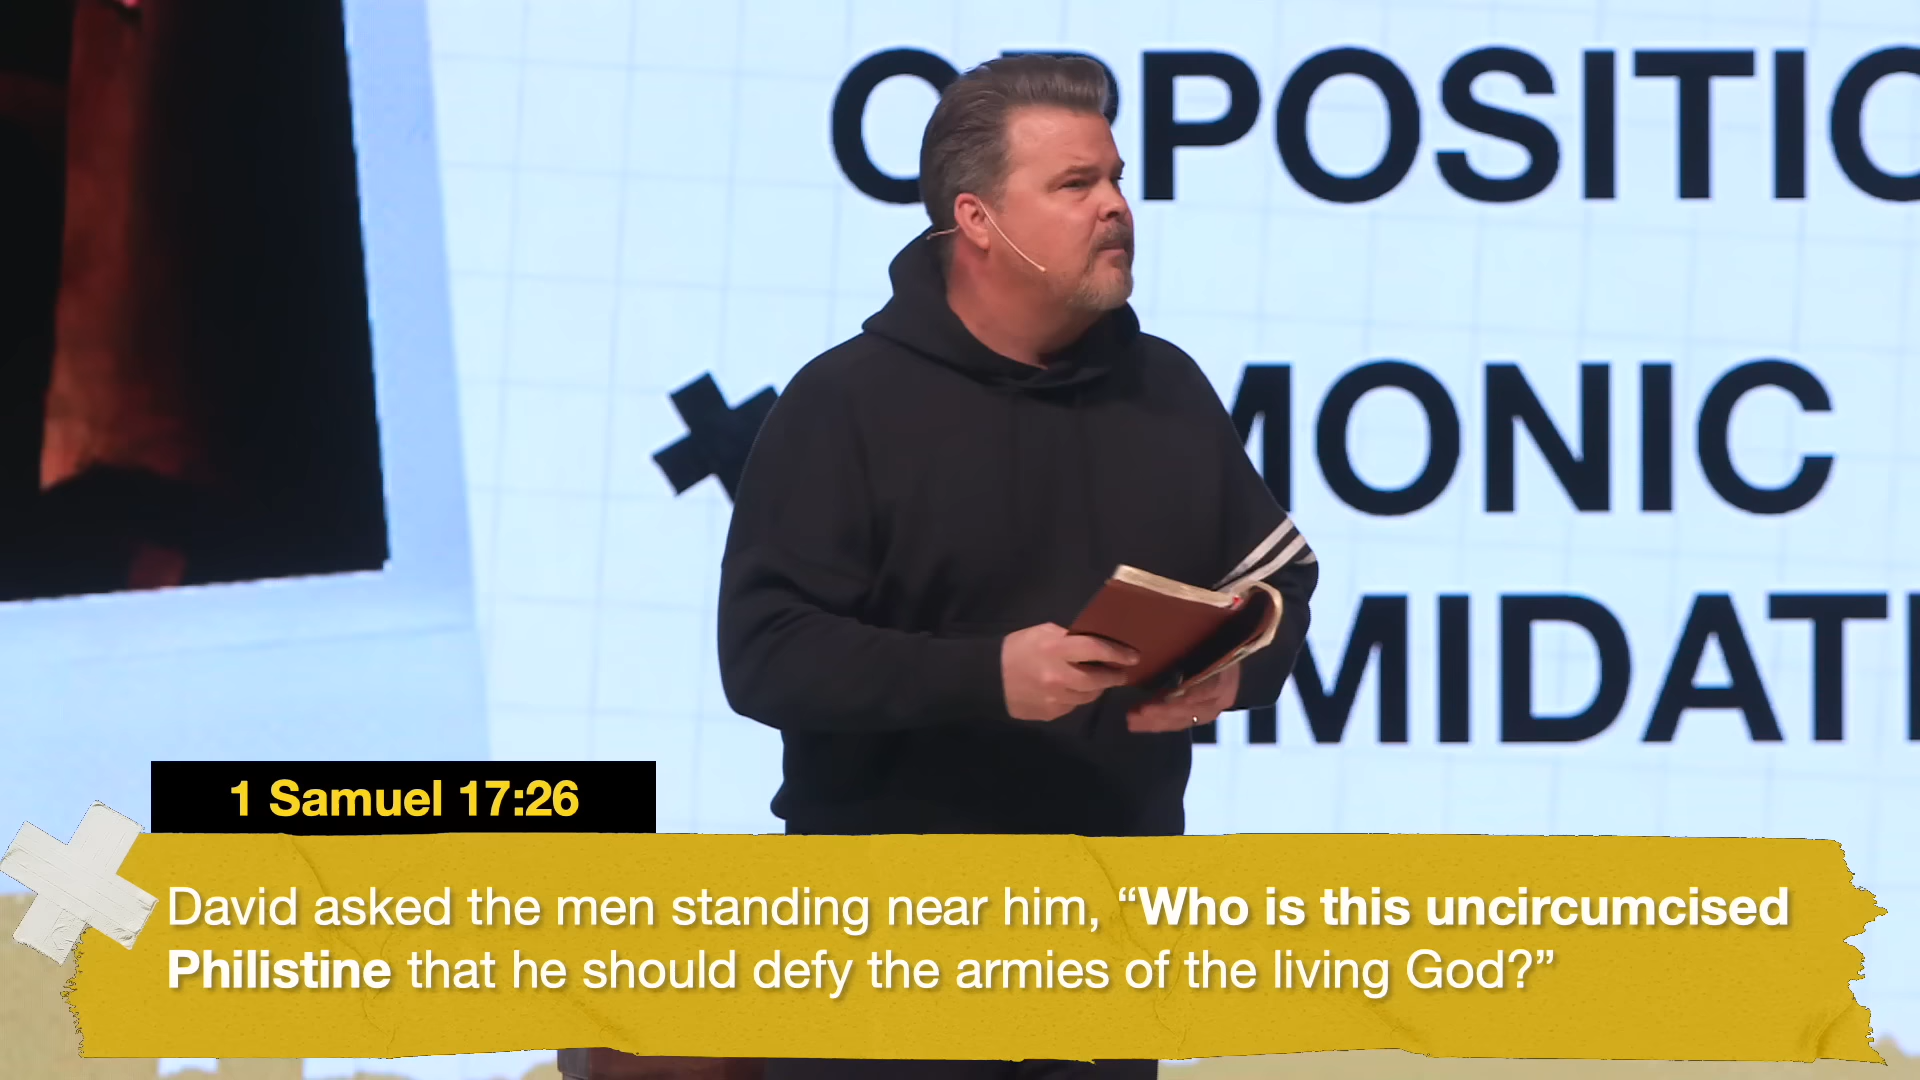 OPPOSITIO
MONIC
MIDAT
1 Samuel 17:26
David asked the men standing near him, “Who is this uncircumcised
Philistine that he should defy the armies of the living God?”